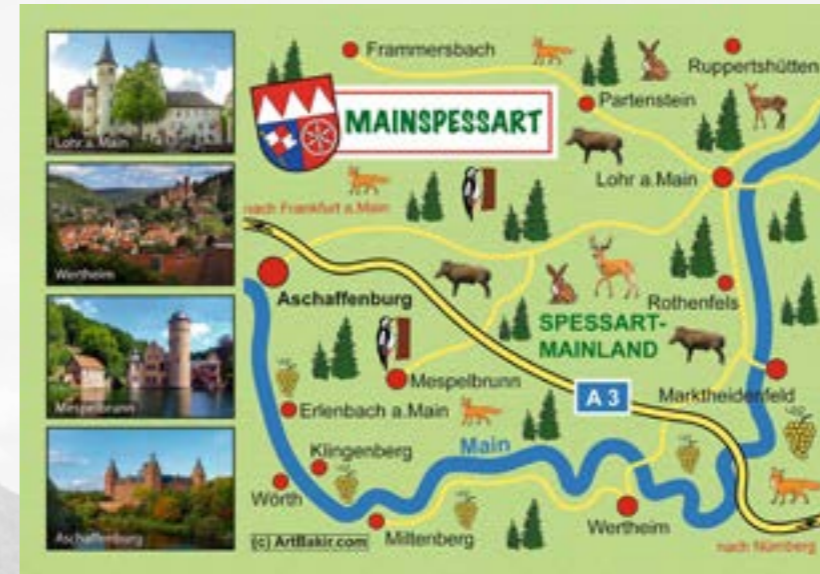 Lohr a. Main
Wertheim
Mespelbrunn
Aschaffenburg
MAINSPESSART
Frammersbach
Ruppertshütten
Partenstein
Lohr a.Main
nach Frankfurt a.Main
Aschaffenburg
Rothenfels
SPESSART-
MAINLAND
Mespelbrunn
A 3
Marktheidenfeld
Erlenbach a.Main
Main
Klingenberg
Wörth
Wertheim
Miltenberg
(c) ArtBakir.com
nach Nürnberg